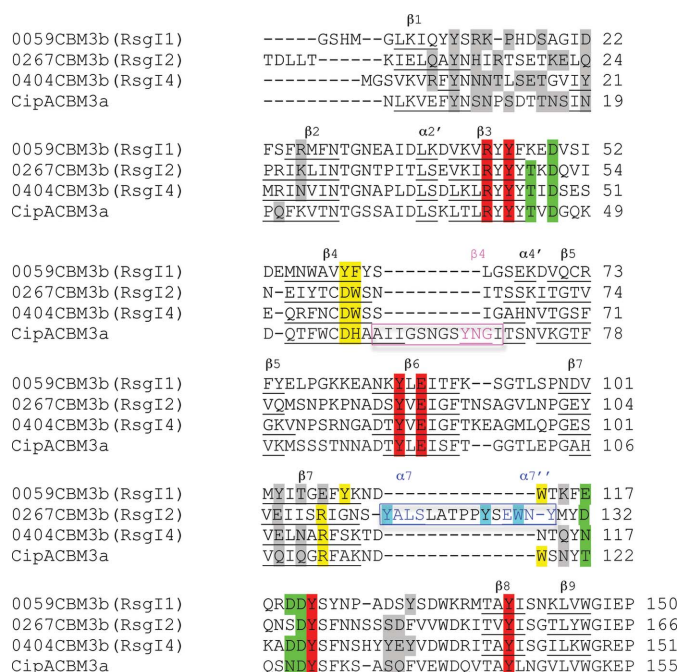 β1
0059CBM3b(RsgI1) -----GSHM-GLKIQYYSRK-PHDSAGID 22
0267CBM3b(RsgI2) TDLLT-----KIELQAYNHIRTSETKELQ 24
0404CBM3b(RsgI4) --------MGSVKVRFYNNNTLSETGVIY 21
CipACBM3a ----------NLKVEFYNSNPSDTTNSIN 19
β2 α2' β3
0059CBM3b(RsgI1) FSFRMFNTGNEAIDLKDVKVRYYFKEDVSI 52
0267CBM3b(RsgI2) PRIKLINTGNTPITLSEVKIRYYYTKDQVI 54
0404CBM3b(RsgI4) MRINVINTGNAPLDLSDLKLRYYYTIDSES 51
CipACBM3a PQFKVTNTGSSAIDLSKLTLRYYYTVDGQK 49
β4 β4 α4' β5
0059CBM3b(RsgI1) DEMNWAVYFYS---------LGSEKDVQCR 73
0267CBM3b(RsgI2) N-EIYTCDWSN---------ITSSKITGTV 74
0404CBM3b(RsgI4) E-QRFNCDWSS---------IGAHNVTGSF 71
CipACBM3a D-QTFWCDHAAIIGSNGSYNGITSNVKGTF 78
β5 β6 β7
0059CBM3b(RsgI1) FYELPGKKEANKYLEITFK--SGTLSPNDV 101
0267CBM3b(RsgI2) VQMSNPKPNADSYVEIGFTNSAGVLNPGEY 104
0404CBM3b(RsgI4) GKVNPSRNGADTYVEIGFTKEAGMLQPGES 101
CipACBM3a VKMSSSTNNADTYLEISFT--GGTLEPGAH 106
β7 α7 α7''
0059CBM3b(RsgI1) MYITGEFYKND--------------WTKFE 117
0267CBM3b(RsgI2) VEIISRIGNS-YALSLATPPYSEWN-YMYD 132
0404CBM3b(RsgI4) VELNARFSKTD--------------NTQYN 117
CipACBM3a VQIQGRFAKND--------------WSNYT 122
β8 β9
0059CBM3b(RsgI1) QRDDYSYNP-ADSYSDWKRMTAYISNKLVWGIEP 150
0267CBM3b(RsgI2) QNSDYSFNNSSSDFVVWDKITVYISGTLYWGIEP 166
0404CBM3b(RsgI4) KADDYSFNSHYYEYVDWDRITAYISGILKWGREP 151
CipACBM3a QSNDYSFKS-ASQFVEWDQVTAYLNGVLVWGKEP 155